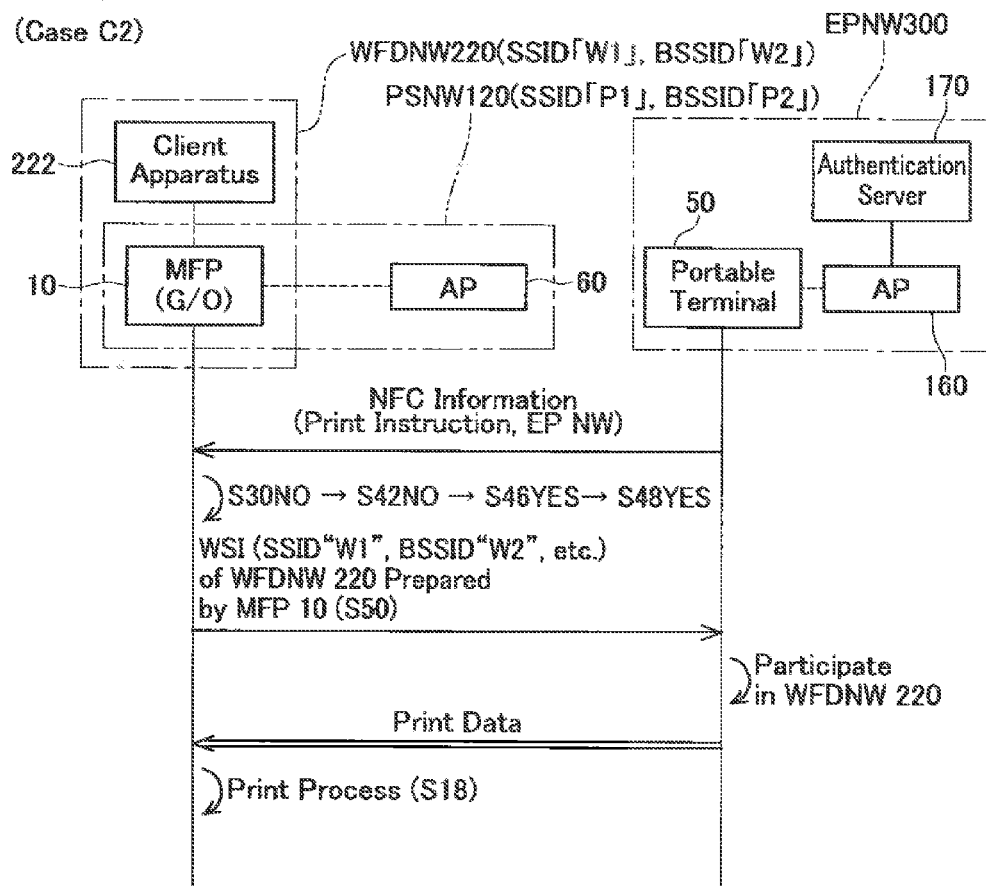 (Case C2)
EPNW300
WFDNW220(SSID「W1」, BSSID「W2」)
PSNW120(SSID「P1」, BSSID「P2」)
170
222
Client
Apparatus
Authentication
Server
50
10
MFP
(G/O)
AP
60
Portable
Terminal
AP
160
NFC Information
(Print Instruction, EP NW)
S30NO → S42NO → S46YES → S48YES
WSI (SSID“W1”, BSSID“W2”, etc.)
of WFDNW 220 Prepared
by MFP 10 (S50)
Participate
in WFDNW 220
Print Data
Print Process (S18)